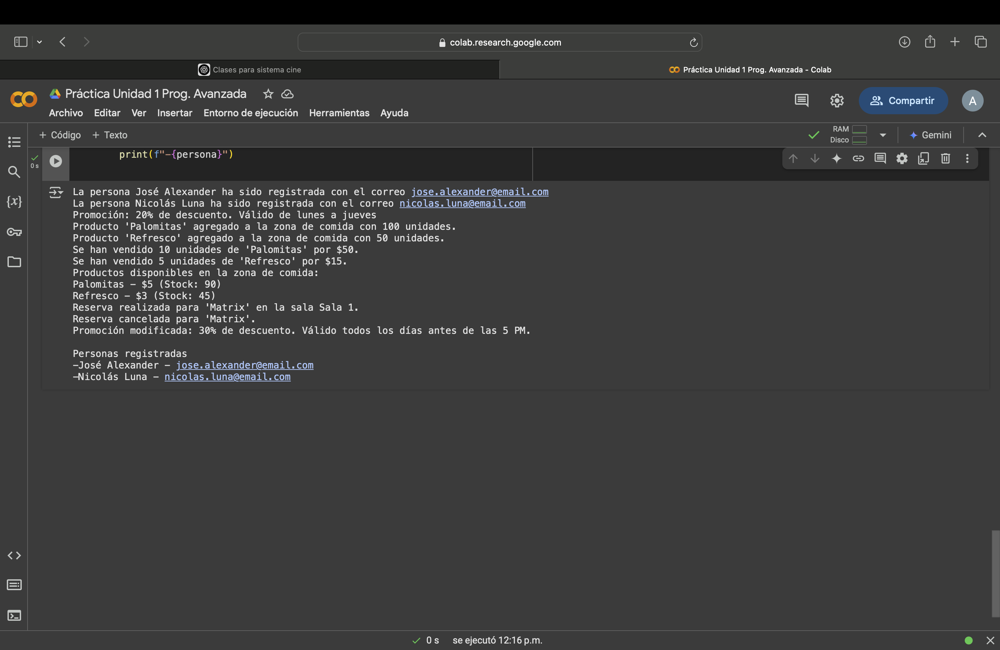 colab.research.google.com
Clases para sistema cine
Práctica Unidad 1 Prog. Avanzada - Colab
Práctica Unidad 1 Prog. Avanzada
Archivo Editar Ver Insertar Entorno de ejecución Herramientas Ayuda
Compartir
A
+ Código + Texto
RAM
Disco
Gemini
0 s
print(f"-{persona}")
La persona José Alexander ha sido registrada con el correo jose.alexander@email.com
La persona Nicolás Luna ha sido registrada con el correo nicolas.luna@email.com
Promoción: 20% de descuento. Válido de lunes a jueves
Producto 'Palomitas' agregado a la zona de comida con 100 unidades.
Producto 'Refresco' agregado a la zona de comida con 50 unidades.
Se han vendido 10 unidades de 'Palomitas' por $50.
Se han vendido 5 unidades de 'Refresco' por $15.
Productos disponibles en la zona de comida:
Palomitas - $5 (Stock: 90)
Refresco - $3 (Stock: 45)
Reserva realizada para 'Matrix' en la sala Sala 1.
Reserva cancelada para 'Matrix'.
Promoción modificada: 30% de descuento. Válido todos los días antes de las 5 PM.
Personas registradas
-José Alexander - jose.alexander@email.com
-Nicolás Luna - nicolas.luna@email.com
{x}
0 s se ejecutó 12:16 p.m.